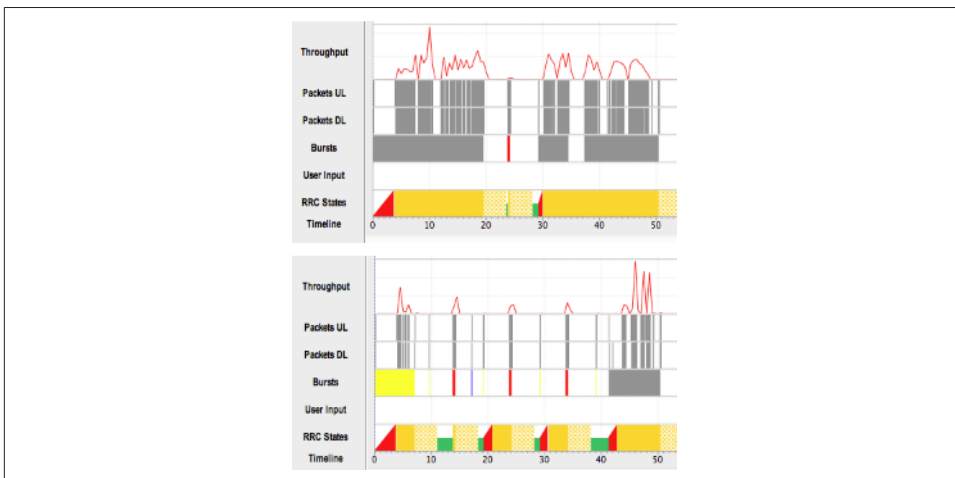 Throughput
Packets UL
Packets DL
Bursts
User Input
RRC States
Timeline
0 10 20 30 40 50
Throughput
Packets UL
Packets DL
Bursts
User Input
RRC States
Timeline
0 10 20 30 40 50